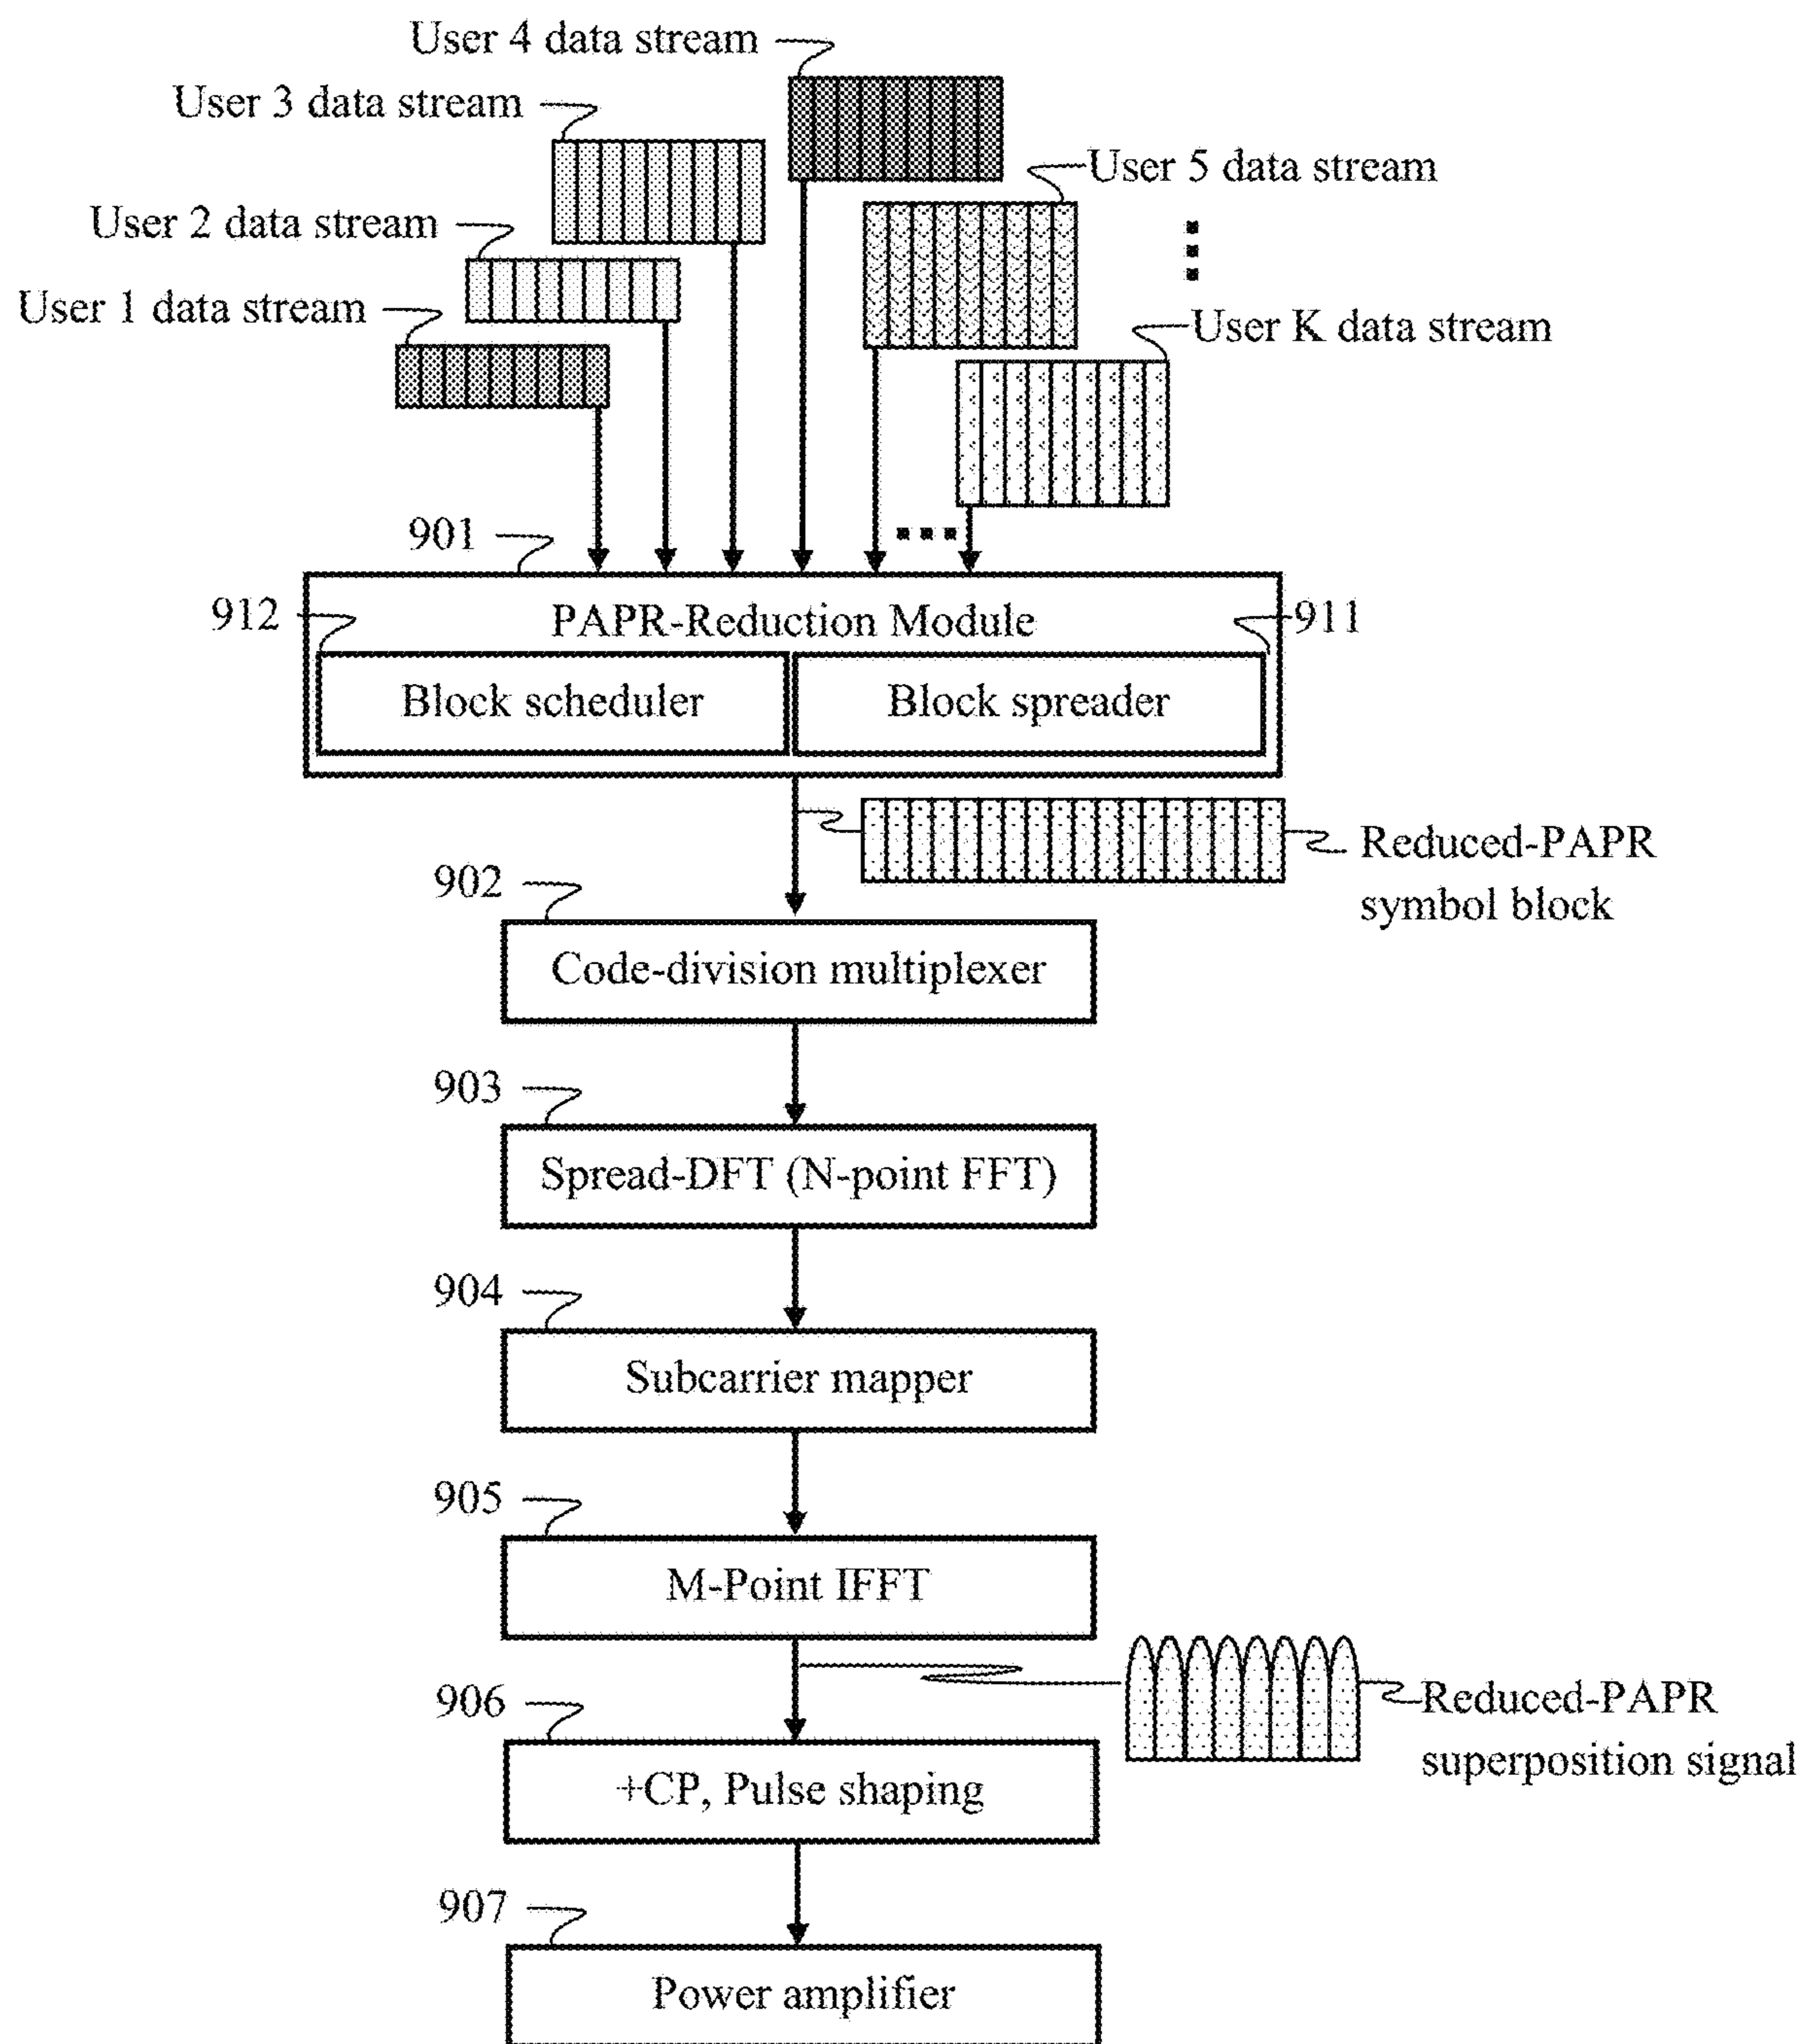 User 4 data stream
User 3 data stream
User 5 data stream
User 2 data stream
User 1 data stream
User K data stream
901
912
PAPR-Reduction Module
911
Block scheduler
Block spreader
Reduced-PAPR
symbol block
902
Code-division multiplexer
903
Spread-DFT (N-point FFT)
904
Subcarrier mapper
905
M-Point IFFT
906
Reduced-PAPR
superposition signal
+CP, Pulse shaping
907
Power amplifier